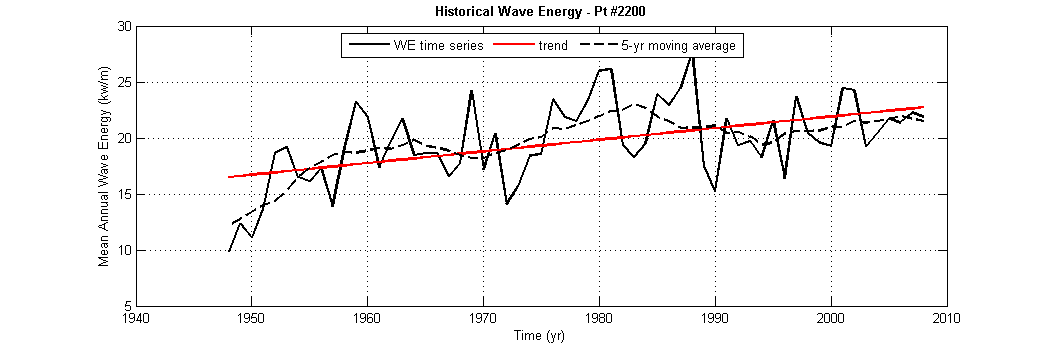 Historical Wave Energy - Pt #2200
WE time series trend 5-yr moving average
Mean Annual Wave Energy (kw/m)
30
25
20
15
10
5
1940 1950 1960 1970 1980 1990 2000 2010
Time (yr)